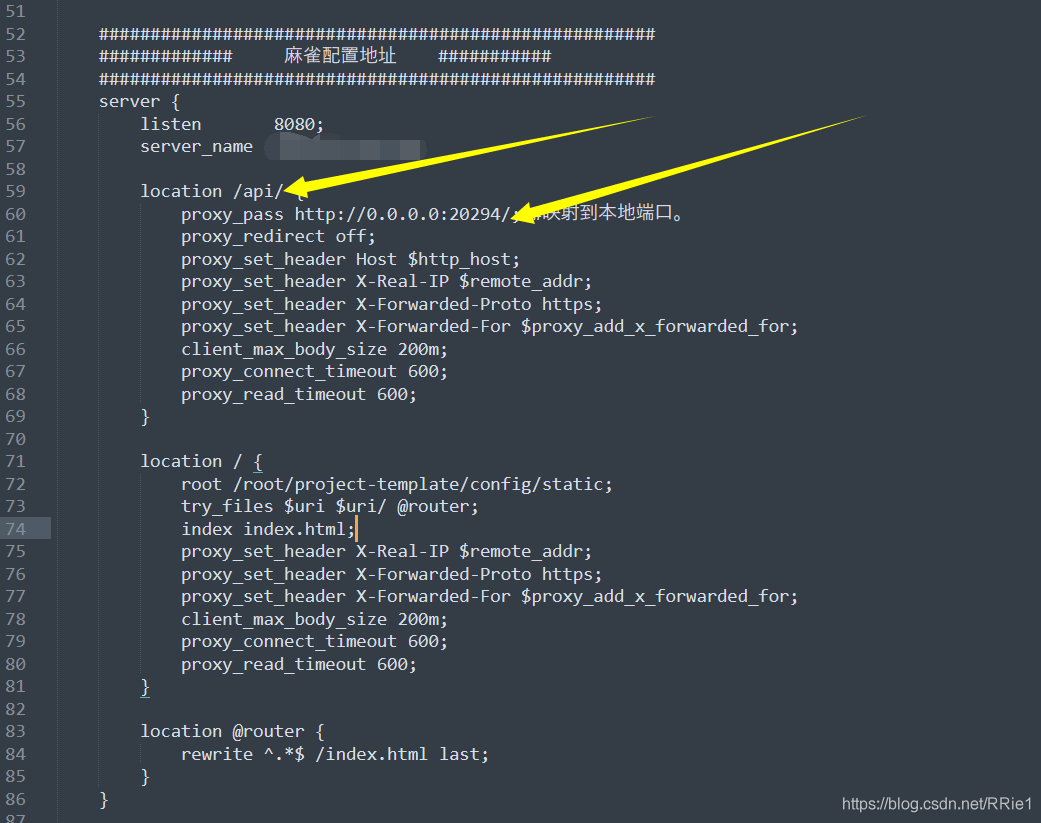 51
52 ######################################################
53 ############# 麻雀配置地址 ###########
54 ######################################################
55 server {
56 listen 8080;
57 server_name
58
59 location /api/ {
60 proxy_pass http://0.0.0.0:20294/; #映射到本地端口。
61 proxy_redirect off;
62 proxy_set_header Host $http_host;
63 proxy_set_header X-Real-IP $remote_addr;
64 proxy_set_header X-Forwarded-Proto https;
65 proxy_set_header X-Forwarded-For $proxy_add_x_forwarded_for;
66 client_max_body_size 200m;
67 proxy_connect_timeout 600;
68 proxy_read_timeout 600;
69 }
70
71 location / {
72 root /root/project-template/config/static;
73 try_files $uri $uri/ @router;
74 index index.html;
75 proxy_set_header X-Real-IP $remote_addr;
76 proxy_set_header X-Forwarded-Proto https;
77 proxy_set_header X-Forwarded-For $proxy_add_x_forwarded_for;
78 client_max_body_size 200m;
79 proxy_connect_timeout 600;
80 proxy_read_timeout 600;
81 }
82
83 location @router {
84 rewrite ^.*$ /index.html last;
85 }
86 }
87
https://blog.csdn.net/RRie1